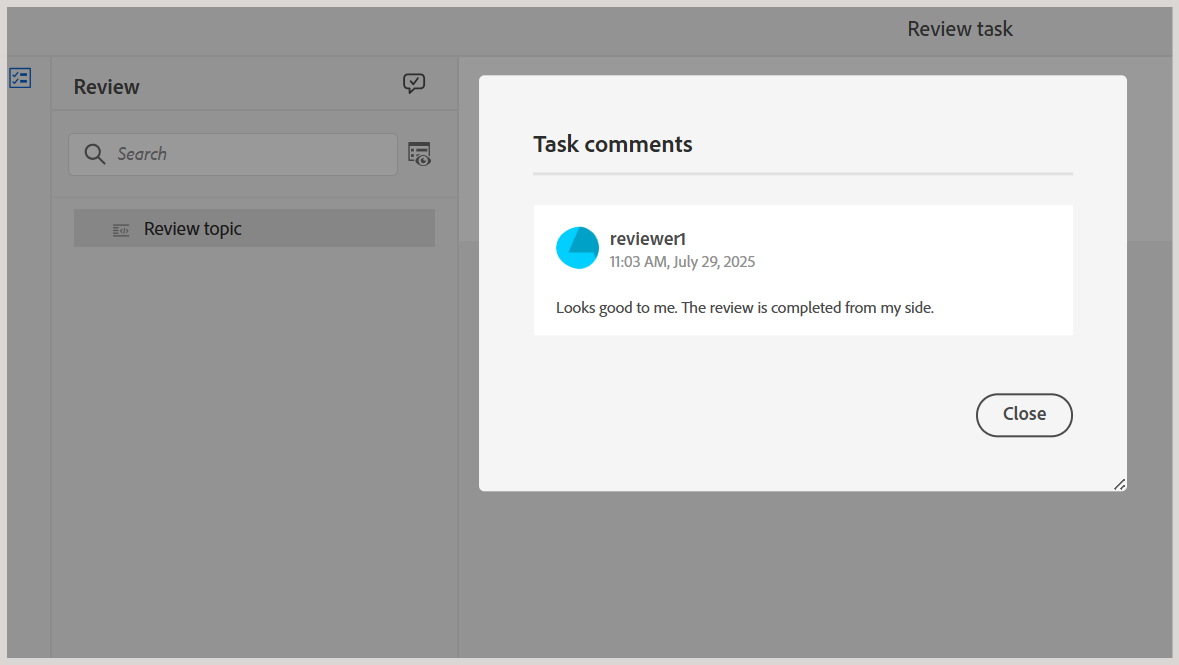 Review task
Review
Search
Review topic
Task comments
reviewer1
11:03 AM, July 29, 2025
Looks good to me. The review is completed from my side.
Close